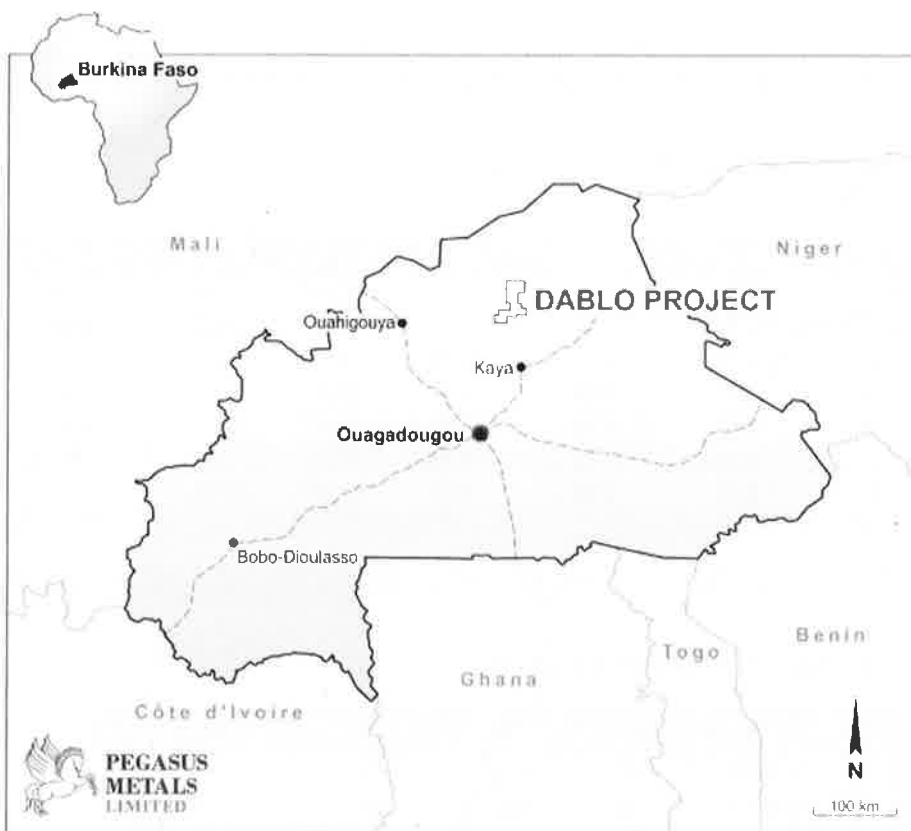 Burkina Faso
Mali
Niger
DABLO PROJECT
Ouahigouya
Kaya
Ouagadougou
Bobo-Dioulasso
Benin
Togo
Ghana
Côte d'Ivoire
PEGASUS
METALS
LIMITED
N
100 km